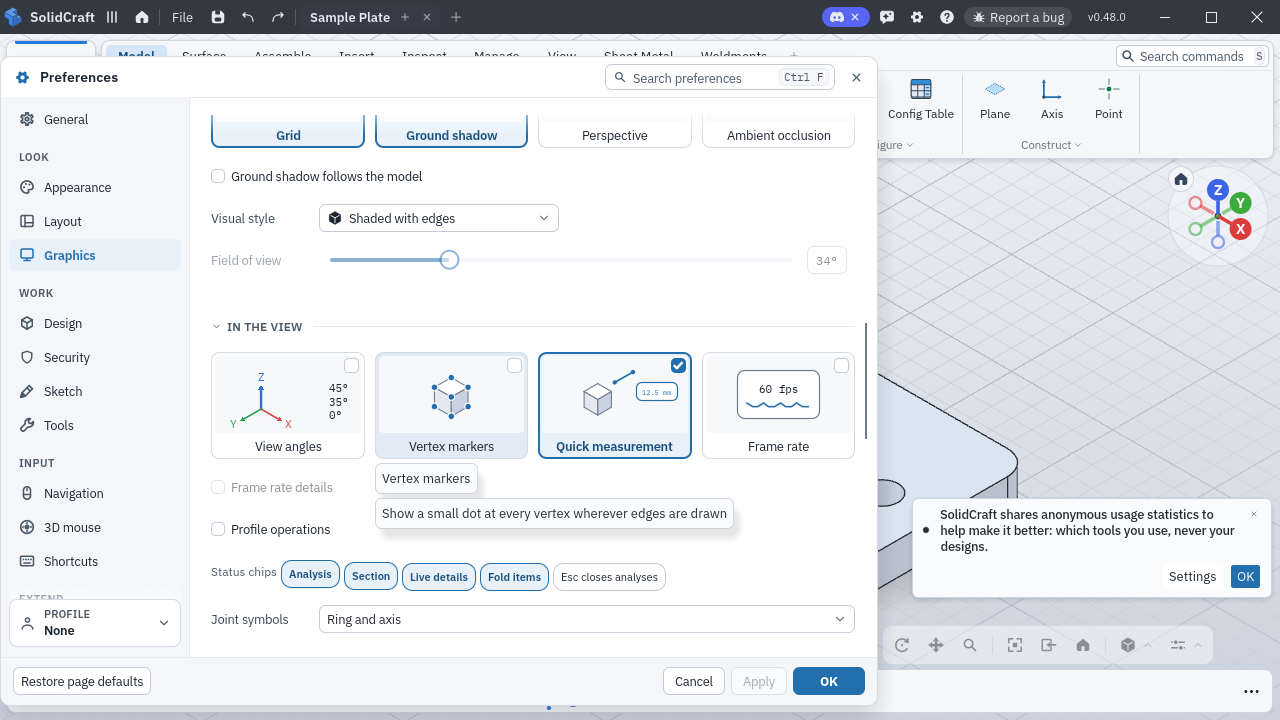 SolidCraft
File
Sample Plate
Report a bug
v0.48.0
Model
Surface
Assemble
Insert
Inspect
Manage
View
Sheet Metal
Weldments
Search commands
S
Preferences
Search preferences
Ctrl F
Config Table
Plane
Axis
Point
igure
Construct
General
LOOK
Appearance
Layout
Graphics
WORK
Design
Security
Sketch
Tools
INPUT
Navigation
3D mouse
Shortcuts
EXTEND
PROFILE
None
Grid
Ground shadow
Perspective
Ambient occlusion
Ground shadow follows the model
Visual style
Shaded with edges
Field of view
34°
IN THE VIEW
Z
Y
X
45°
35°
0°
View angles
Vertex markers
12.5 mm
Quick measurement
60 fps
Frame rate
Vertex markers
Show a small dot at every vertex wherever edges are drawn
Frame rate details
Profile operations
Status chips
Analysis
Section
Live details
Fold items
Esc closes analyses
Joint symbols
Ring and axis
Restore page defaults
Cancel
Apply
OK
Z
Y
X
SolidCraft shares anonymous usage statistics to
help make it better: which tools you use, never your
designs.
Settings
OK